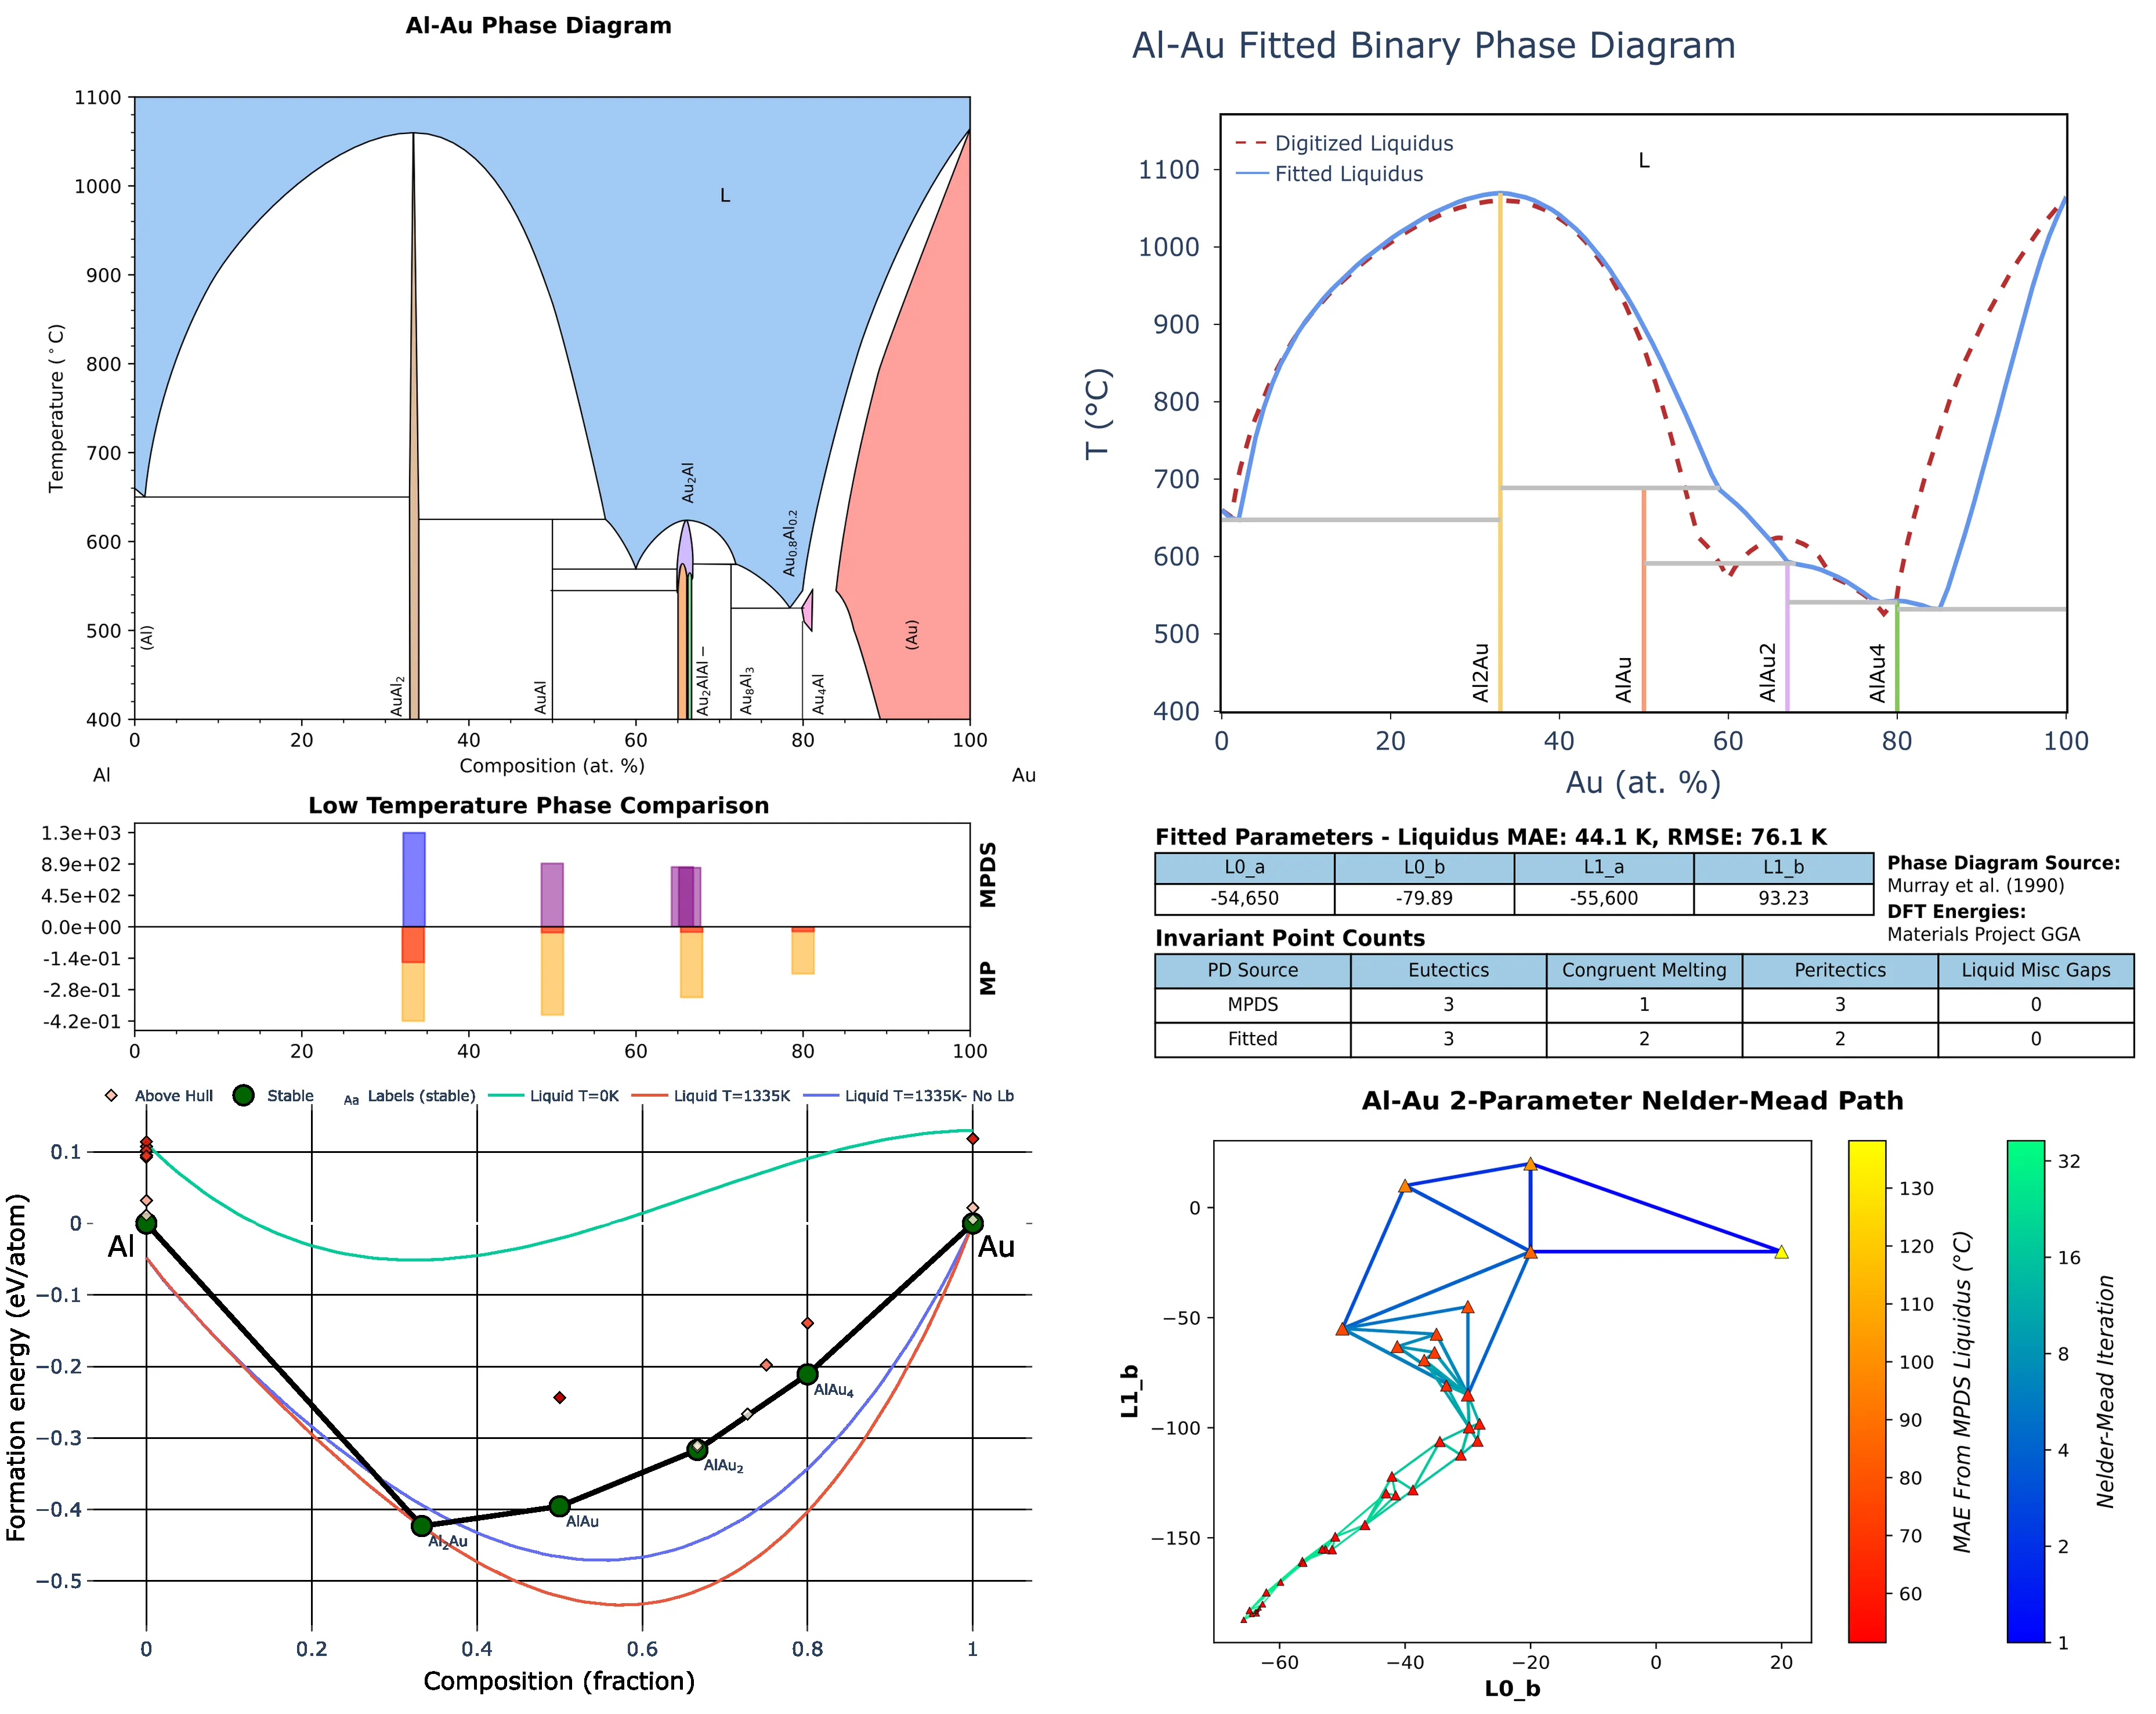 Al-Au Phase Diagram
1100
1000
900
800
700
600
500
400
Temperature (°C)
L
(Al)
AuAl₂
AuAl
Au₂Al
Au₂AlAl −
Au₈Al₃
Au₀.₈Al₀.₂
Au₄Al
(Au)
0 20 40 60 80 100
Composition (at. %)
Al Au
Low Temperature Phase Comparison
1.3e+03
8.9e+02
4.5e+02
0.0e+00
-1.4e-01
-2.8e-01
-4.2e-01
MPDS
MP
0 20 40 60 80 100
Above Hull Stable Aa Labels (stable) Liquid T=0K Liquid T=1335K Liquid T=1335K- No Lb
0.1
0
−0.1
−0.2
−0.3
−0.4
−0.5
Formation energy (eV/atom)
Al
Au
AlAu₄
AlAu₂
AlAu
Al₂Au
0 0.2 0.4 0.6 0.8 1
Composition (fraction)
Al-Au Fitted Binary Phase Diagram
Digitized Liquidus
Fitted Liquidus
L
1100
1000
900
800
700
600
500
400
T (°C)
Al2Au
AlAu
AlAu2
AlAu4
0 20 40 60 80 100
Au (at. %)
Fitted Parameters - Liquidus MAE: 44.1 K, RMSE: 76.1 K
L0_a L0_b L1_a L1_b
-54,650 -79.89 -55,600 93.23
Phase Diagram Source:
Murray et al. (1990)
DFT Energies:
Materials Project GGA
Invariant Point Counts
PD Source Eutectics Congruent Melting Peritectics Liquid Misc Gaps
MPDS 3 1 3 0
Fitted 3 2 2 0
Al-Au 2-Parameter Nelder-Mead Path
0
−50
−100
−150
L1_b
−60 −40 −20 0 20
L0_b
130
120
110
100
90
80
70
60
MAE From MPDS Liquidus (°C)
32
16
8
4
2
1
Nelder-Mead Iteration